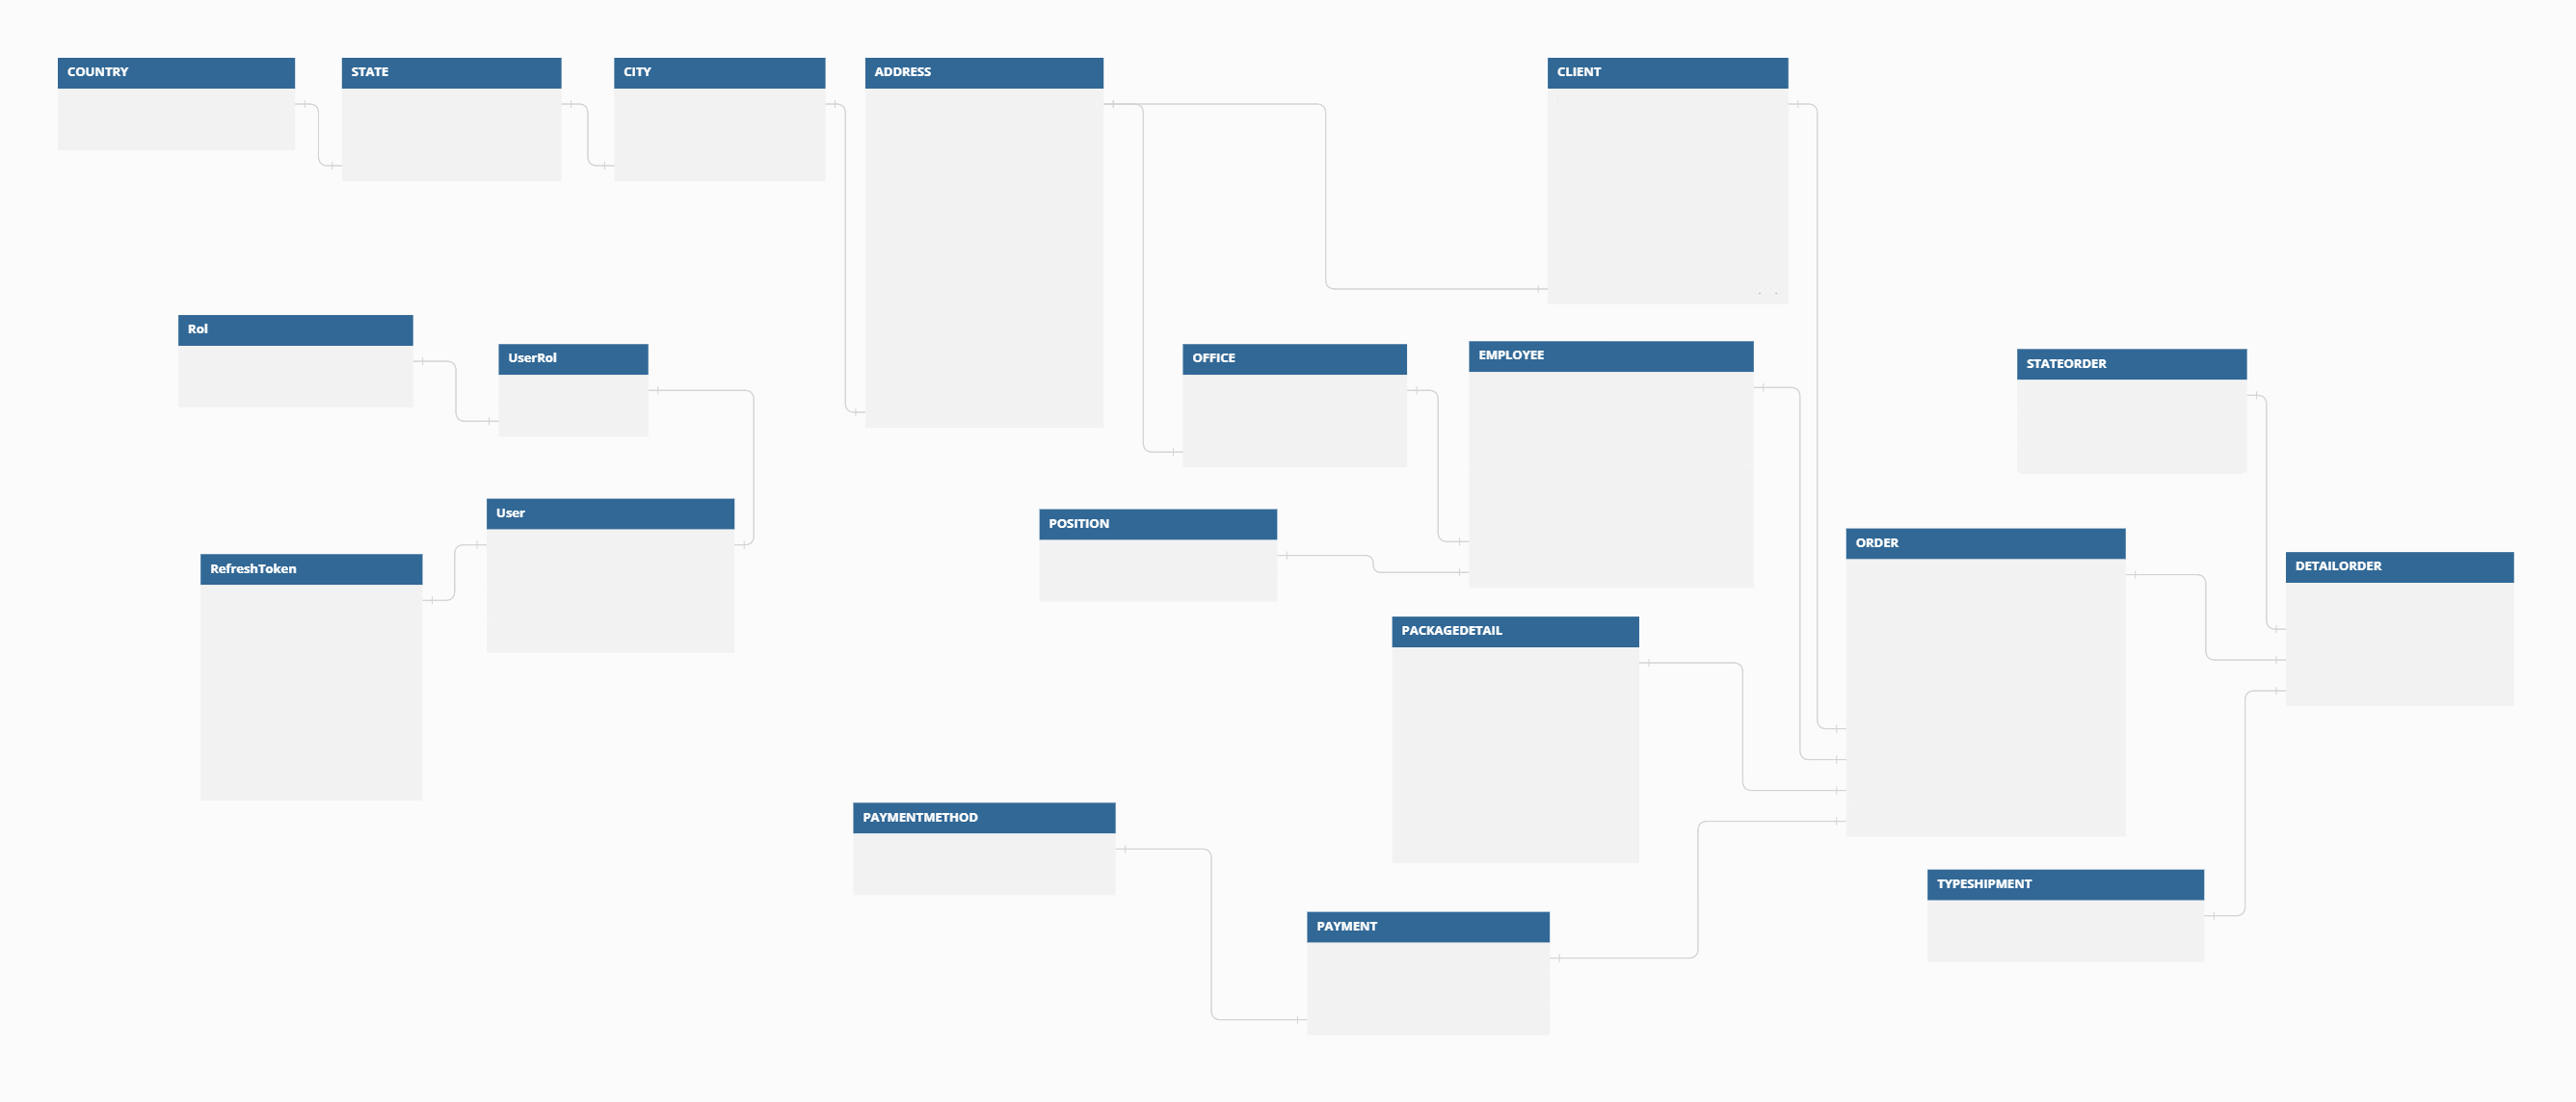 COUNTRY
STATE
CITY
ADDRESS
CLIENT
Rol
UserRol
OFFICE
EMPLOYEE
STATEORDER
User
POSITION
ORDER
RefreshToken
DETAILORDER
PACKAGEDETAIL
PAYMENTMETHOD
TYPESHIPMENT
PAYMENT